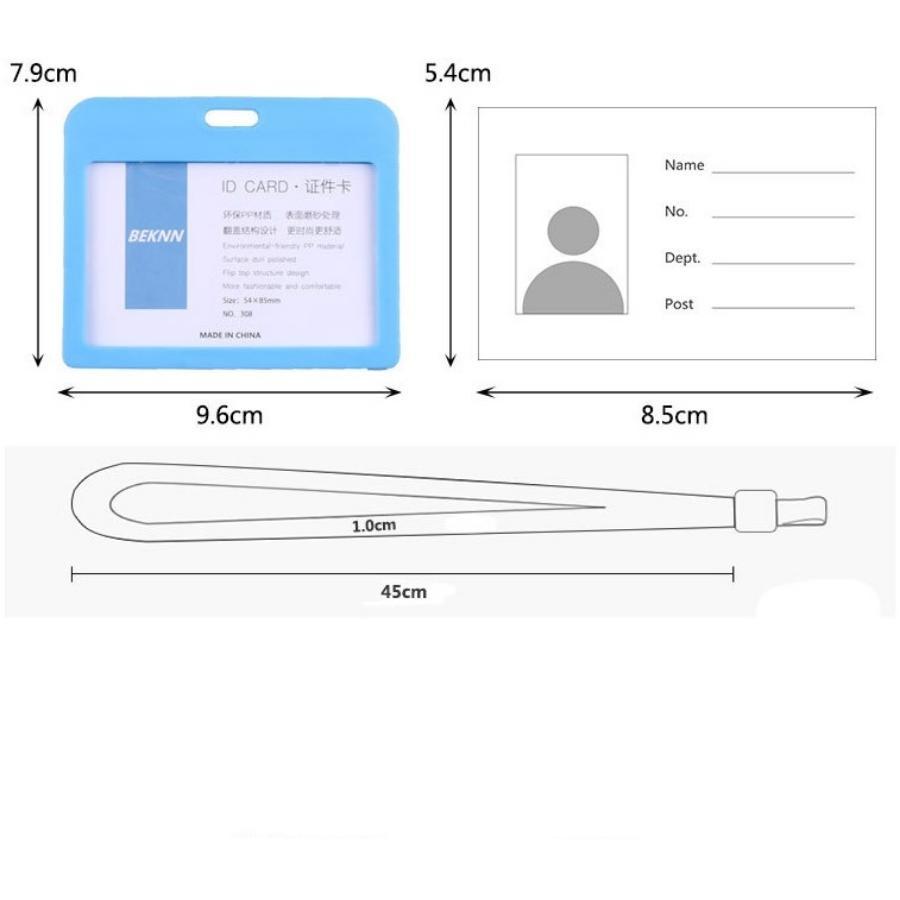 7.9cm
5.4cm
BEKNN
ID CARD · 证件卡
环保PP材质 表面磨砂处理
翻盖结构设计 更时尚更舒适
Environmental-friendly PP material
Surface dull polished
Flip top structure design
More fashionable and comfortable
Size: 54×85mm
NO. 308
MADE IN CHINA
Name
No.
Dept.
Post
9.6cm
8.5cm
1.0cm
45cm